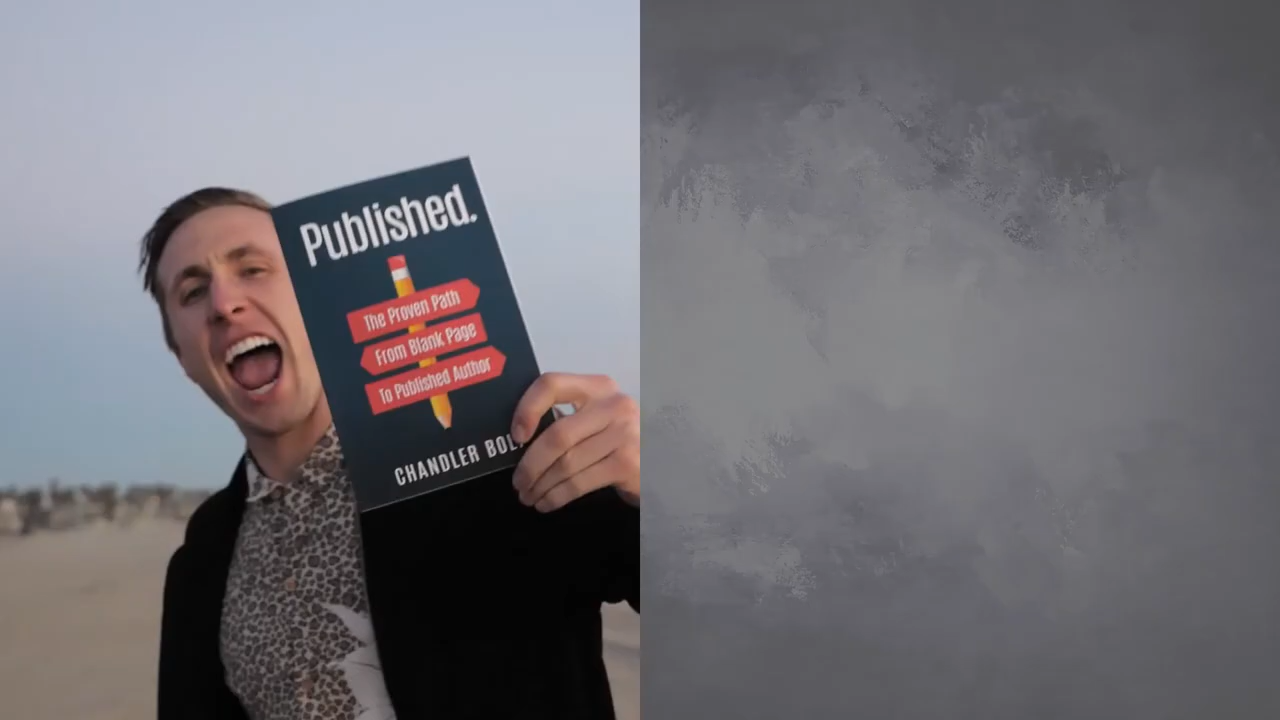 Published.
The Proven Path
From Blank Page
To Published Author
CHANDLER